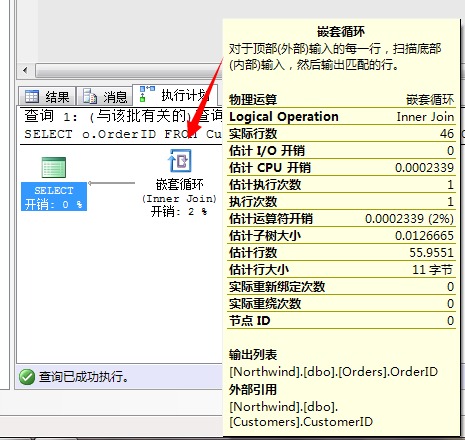 结果 消息 执行计划
查询 1: (与该批有关的)查询
SELECT o.OrderID FROM Cu
SELECT
开销: 0 %
嵌套循环
(Inner Join)
开销: 2 %
查询已成功执行。
嵌套循环
对于顶部(外部)输入的每一行，扫描底部
(内部)输入，然后输出匹配的行。
物理运算 嵌套循环
Logical Operation Inner Join
实际行数 46
估计 I/O 开销 0
估计 CPU 开销 0.0002339
估计执行次数 1
执行次数 1
估计运算符开销 0.0002339 (2%)
估计子树大小 0.0126665
估计行数 55.9551
估计行大小 11 字节
实际重新绑定次数 0
实际重绕次数 0
节点 ID 0
输出列表
[Northwind].[dbo].[Orders].OrderID
外部引用
[Northwind].[dbo].
[Customers].CustomerID